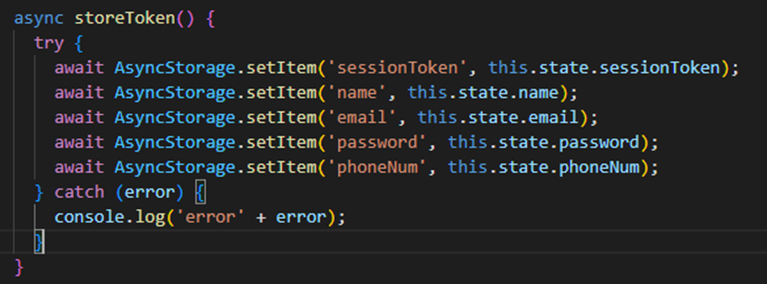 async storeToken() {
try {
await AsyncStorage.setItem('sessionToken', this.state.sessionToken);
await AsyncStorage.setItem('name', this.state.name);
await AsyncStorage.setItem('email', this.state.email);
await AsyncStorage.setItem('password', this.state.password);
await AsyncStorage.setItem('phoneNum', this.state.phoneNum);
} catch (error) {
console.log('error' + error);
}
}